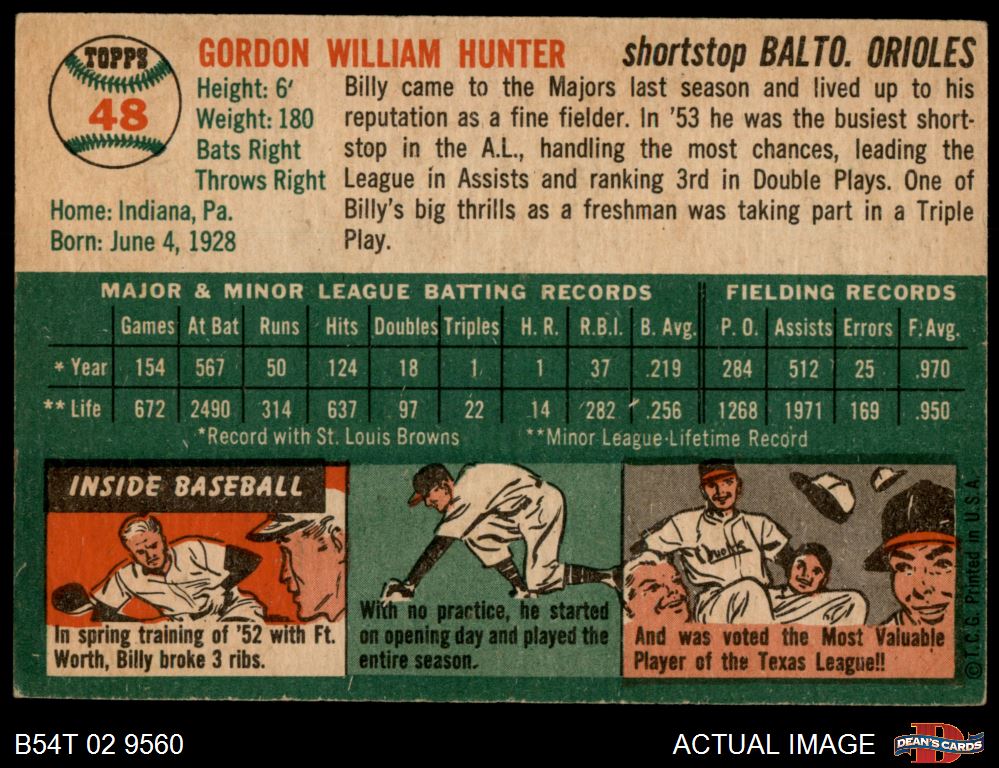 TOPPS
48
GORDON WILLIAM HUNTER
shortstop BALTO. ORIOLES
Height: 6'
Weight: 180
Bats Right
Throws Right
Home: Indiana, Pa.
Born: June 4, 1928
Billy came to the Majors last season and lived up to his
reputation as a fine fielder. In '53 he was the busiest short-
stop in the A.L., handling the most chances, leading the
League in Assists and ranking 3rd in Double Plays. One of
Billy's big thrills as a freshman was taking part in a Triple
Play.
MAJOR & MINOR LEAGUE BATTING RECORDS FIELDING RECORDS
Games At Bat Runs Hits Doubles Triples H. R. R.B.I. B. Avg. P. O. Assists Errors F. Avg.
* Year 154 567 50 124 18 1 1 37 .219 284 512 25 .970
** Life 672 2490 314 637 97 22 14 282 .256 1268 1971 169 .950
*Record with St. Louis Browns **Minor League-Lifetime Record
INSIDE BASEBALL
In spring training of '52 with Ft.
Worth, Billy broke 3 ribs.
With no practice, he started
on opening day and played the
entire season.
And was voted the Most Valuable
Player of the Texas League!!
© T.C.G. Printed in U.S.A.
B54T 02 9560
ACTUAL IMAGE
DEAN'S CARDS